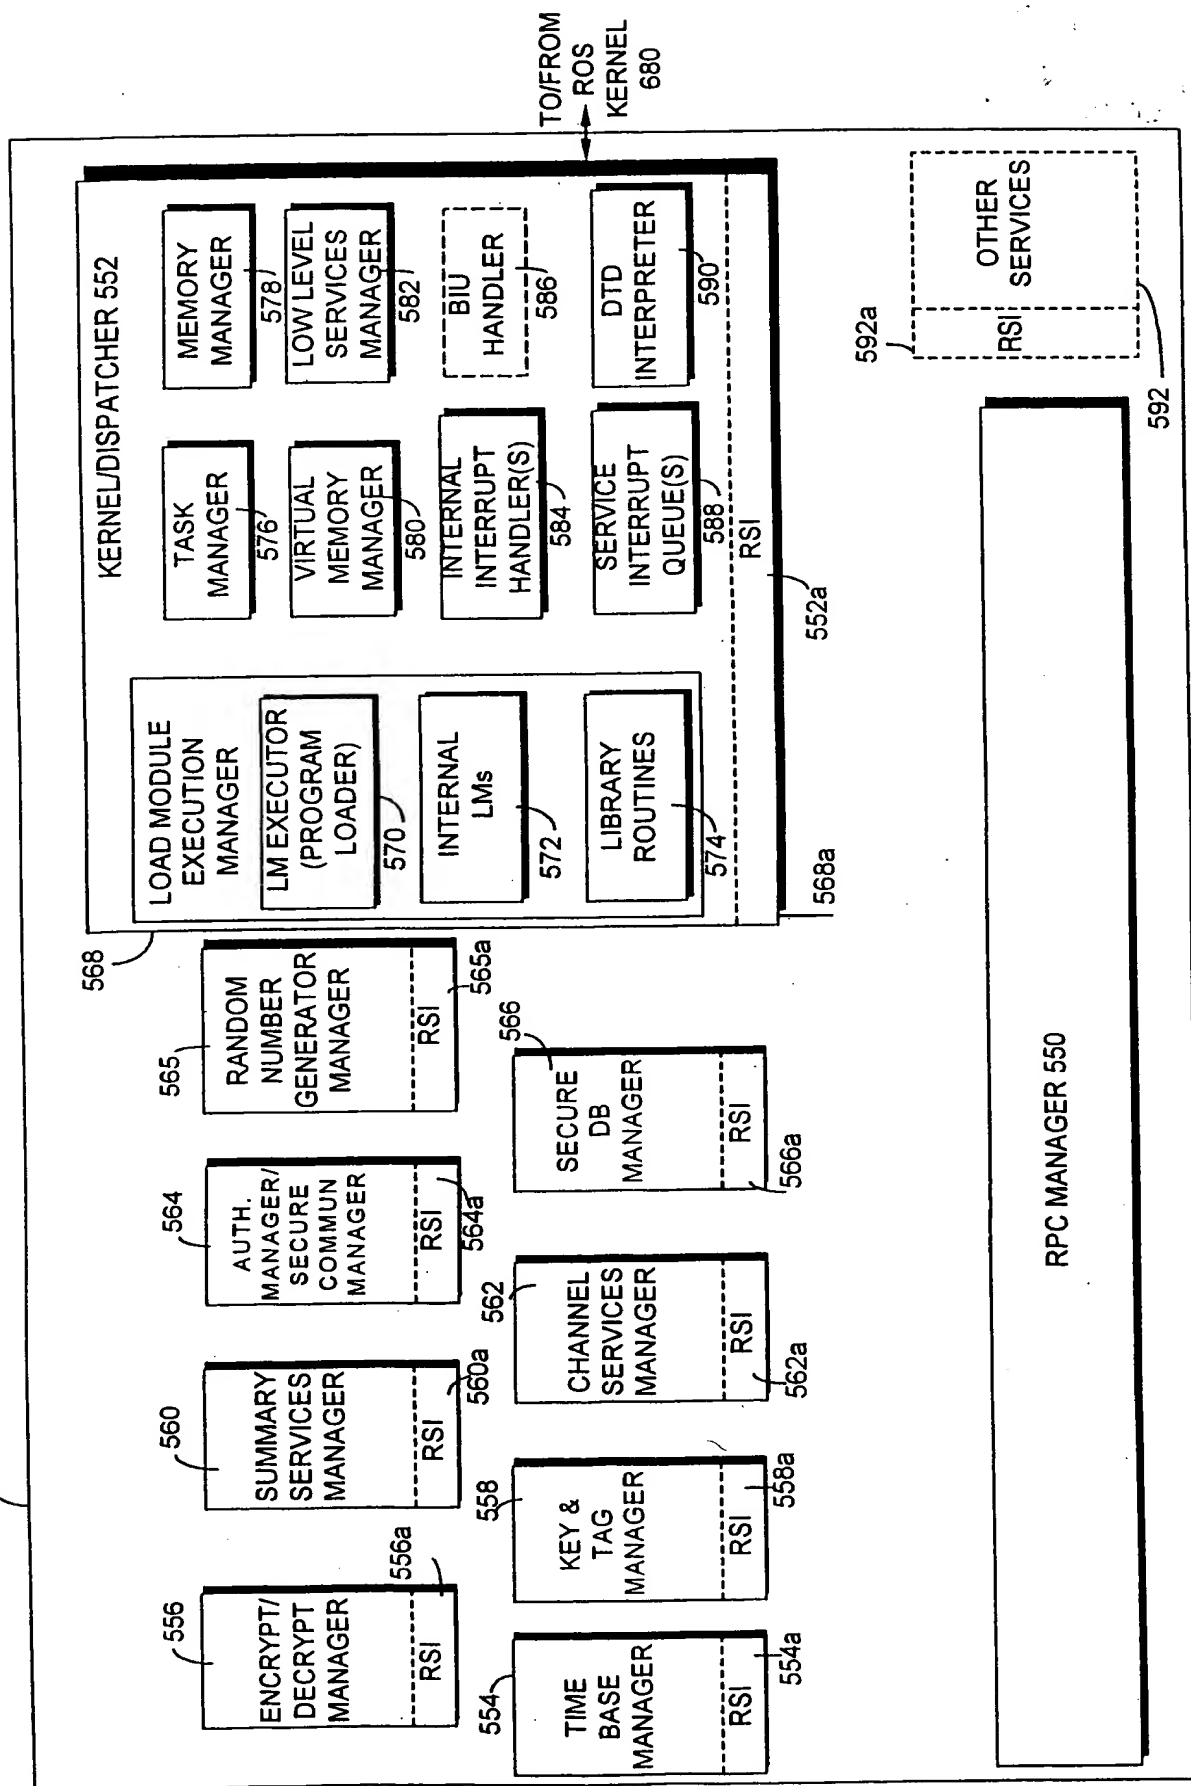 KERNEL/DISPATCHER 552
568
LOAD MODULE
EXECUTION
MANAGER
LM EXECUTOR
(PROGRAM
LOADER)
570
INTERNAL
LMs
572
LIBRARY
ROUTINES
574
568a
TASK
MANAGER
576
MEMORY
MANAGER
578
VIRTUAL
MEMORY
MANAGER
580
LOW LEVEL
SERVICES
MANAGER
582
INTERNAL
INTERRUPT
HANDLER(S)
584
BIU
HANDLER
586
SERVICE
INTERRUPT
QUEUE(S)
588
DTD
INTERPRETER
590
RSI
552a
TO/FROM
ROS
KERNEL
680
556
ENCRYPT/
DECRYPT
MANAGER
RSI
556a
560
SUMMARY
SERVICES
MANAGER
RSI
560a
564
AUTH.
MANAGER/
SECURE
COMMUN
MANAGER
RSI
564a
565
RANDOM
NUMBER
GENERATOR
MANAGER
RSI
565a
554
TIME
BASE
MANAGER
RSI
554a
558
KEY &
TAG
MANAGER
RSI
558a
562
CHANNEL
SERVICES
MANAGER
RSI
562a
566
SECURE
DB
MANAGER
RSI
566a
592a
RSI
OTHER
SERVICES
592
RPC MANAGER 550